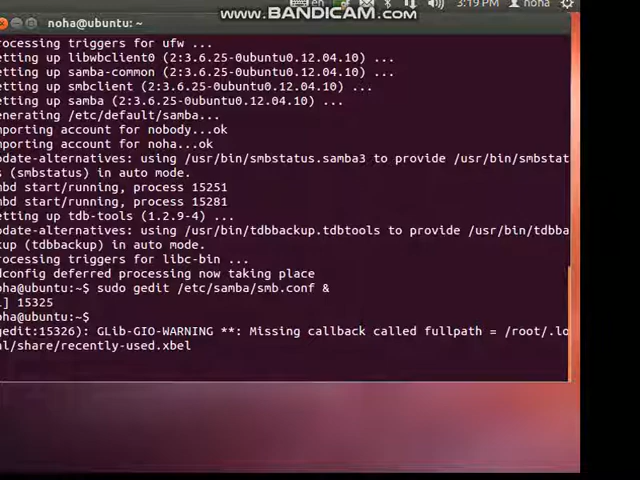 www.BANDICAM.com
en 3:19 PM noha
noha@ubuntu: ~
rocessing triggers for ufw ...
etting up libwbclient0 (2:3.6.25-0ubuntu0.12.04.10) ...
etting up samba-common (2:3.6.25-0ubuntu0.12.04.10) ...
etting up smbclient (2:3.6.25-0ubuntu0.12.04.10) ...
etting up samba (2:3.6.25-0ubuntu0.12.04.10) ...
enerating /etc/default/samba...
mporting account for nobody...ok
mporting account for noha...ok
pdate-alternatives: using /usr/bin/smbstatus.samba3 to provide /usr/bin/smbstat
s (smbstatus) in auto mode.
mbd start/running, process 15251
mbd start/running, process 15281
etting up tdb-tools (1.2.9-4) ...
pdate-alternatives: using /usr/bin/tdbbackup.tdbtools to provide /usr/bin/tdbba
kup (tdbbackup) in auto mode.
rocessing triggers for libc-bin ...
dconfig deferred processing now taking place
oha@ubuntu:~$ sudo gedit /etc/samba/smb.conf &
] 15325
oha@ubuntu:~$
gedit:15326): GLib-GIO-WARNING **: Missing callback called fullpath = /root/.lo
al/share/recently-used.xbel